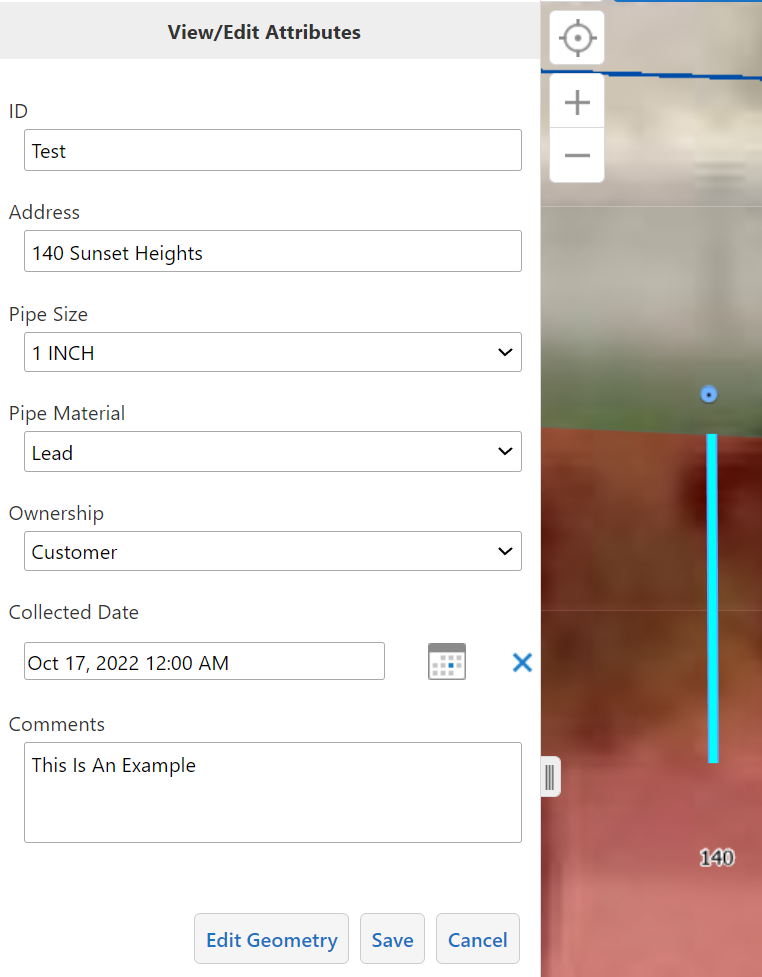 View/Edit Attributes
ID
Test
Address
140 Sunset Heights
Pipe Size
1 INCH
Pipe Material
Lead
Ownership
Customer
Collected Date
Oct 17, 2022 12:00 AM
Comments
This Is An Example
140
Edit Geometry Save Cancel